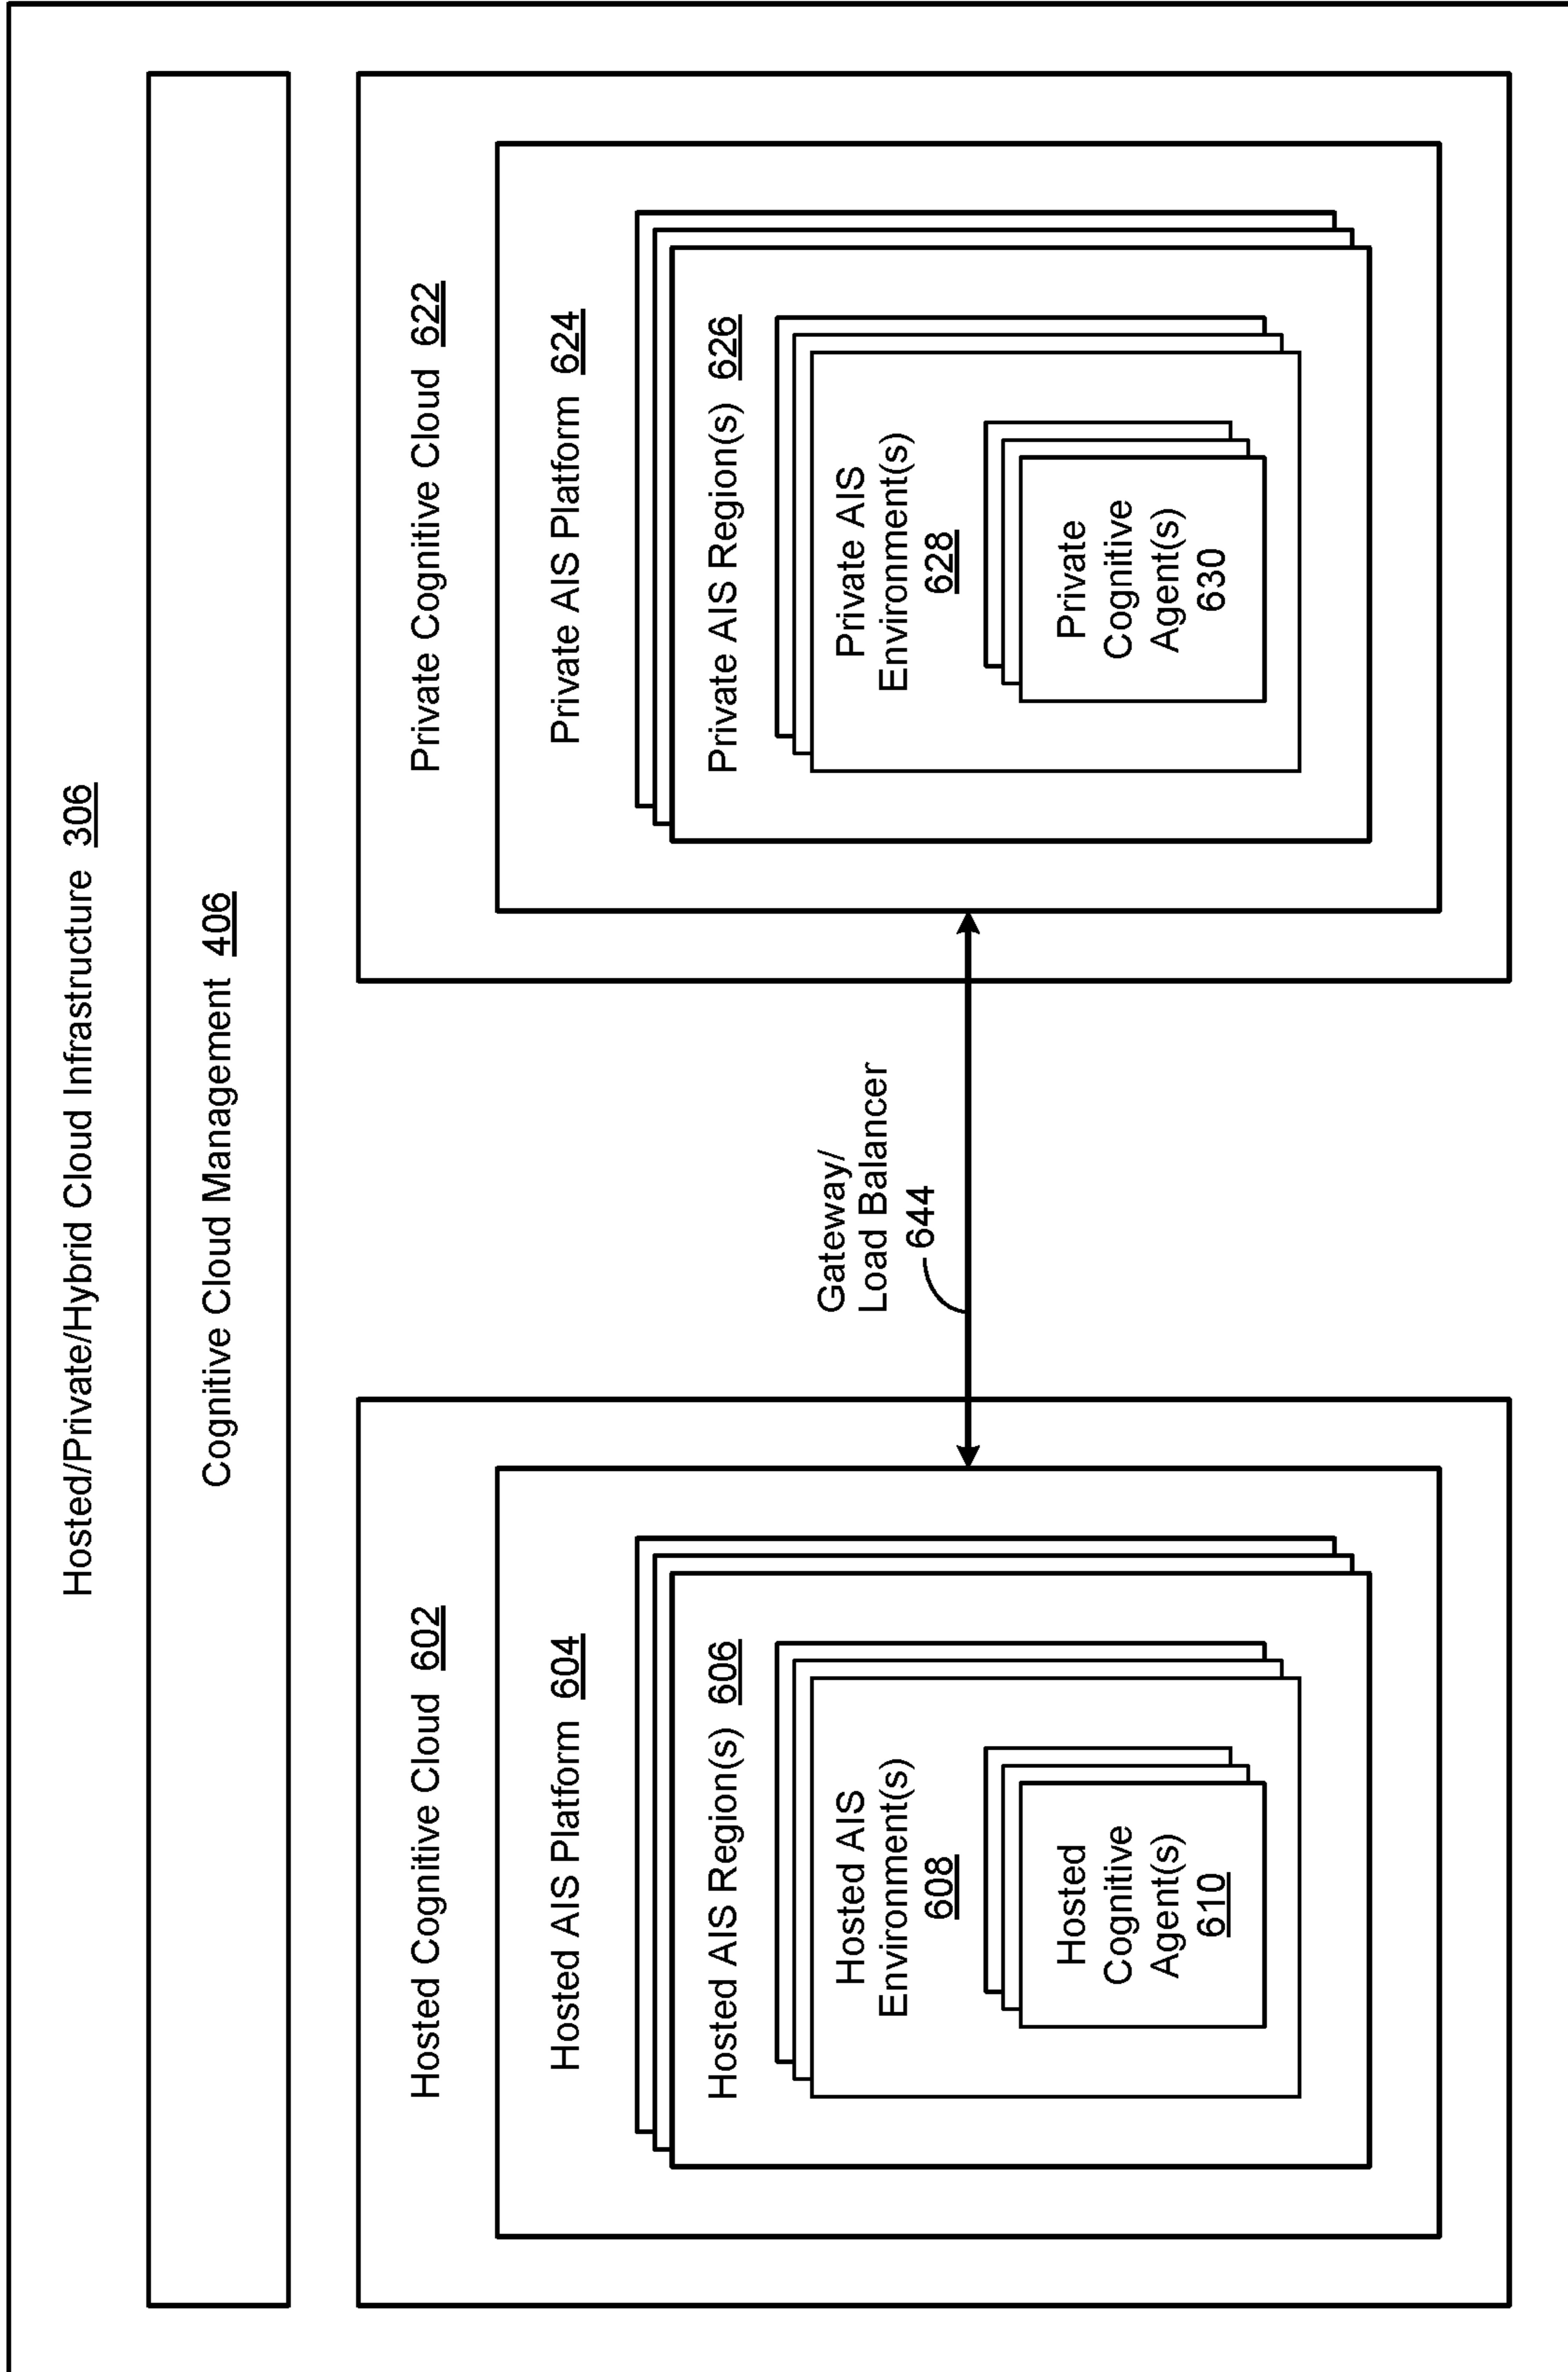 Hosted/Private/Hybrid Cloud Infrastructure 306
Cognitive Cloud Management 406
Hosted Cognitive Cloud 602
Hosted AIS Platform 604
Hosted AIS Region(s) 606
Hosted AIS
Environment(s)
608
Hosted
Cognitive
Agent(s)
610
Gateway/
Load Balancer
644
Private Cognitive Cloud 622
Private AIS Platform 624
Private AIS Region(s) 626
Private AIS
Environment(s)
628
Private
Cognitive
Agent(s)
630